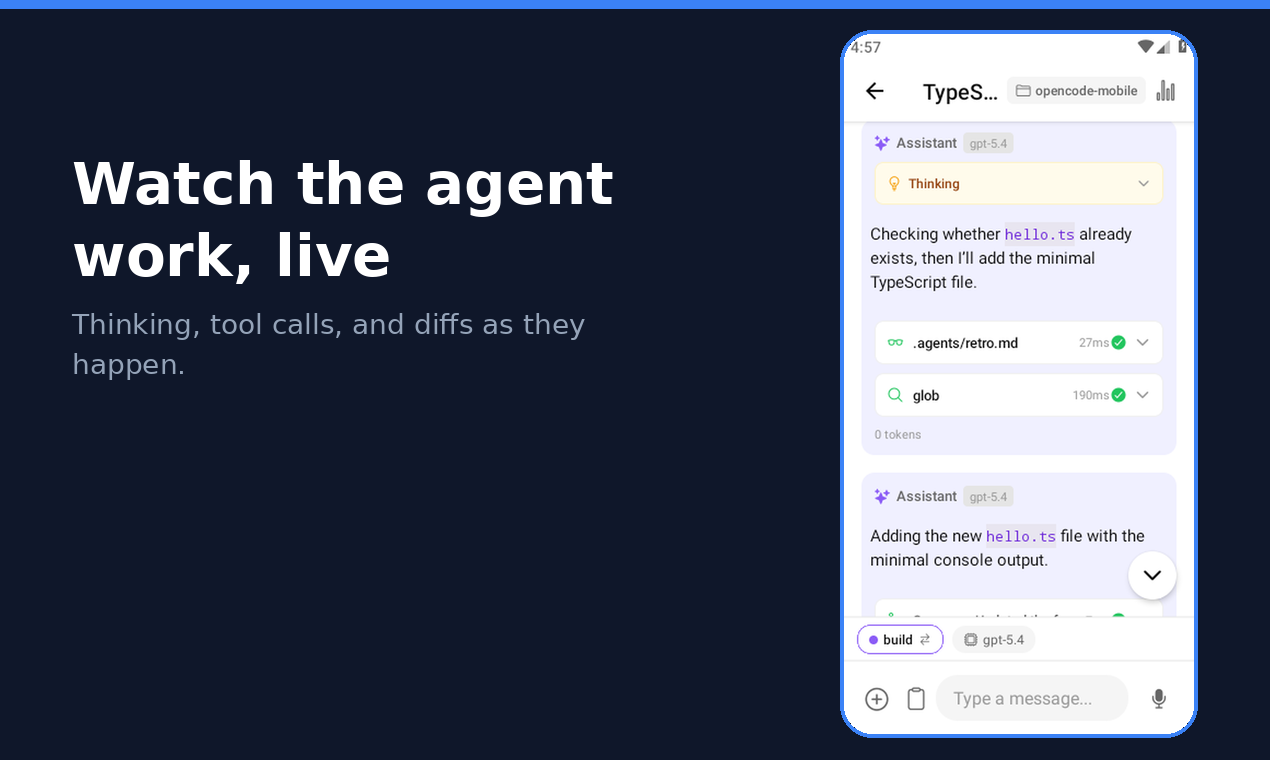 Watch the agent
work, live
Thinking, tool calls, and diffs as they
happen.
4:57
TypeS... opencode-mobile
Assistant gpt-5.4
Thinking
Checking whether hello.ts already
exists, then I'll add the minimal
TypeScript file.
.agents/retro.md 27ms
glob 190ms
0 tokens
Assistant gpt-5.4
Adding the new hello.ts file with the
minimal console output.
build gpt-5.4
Type a message...